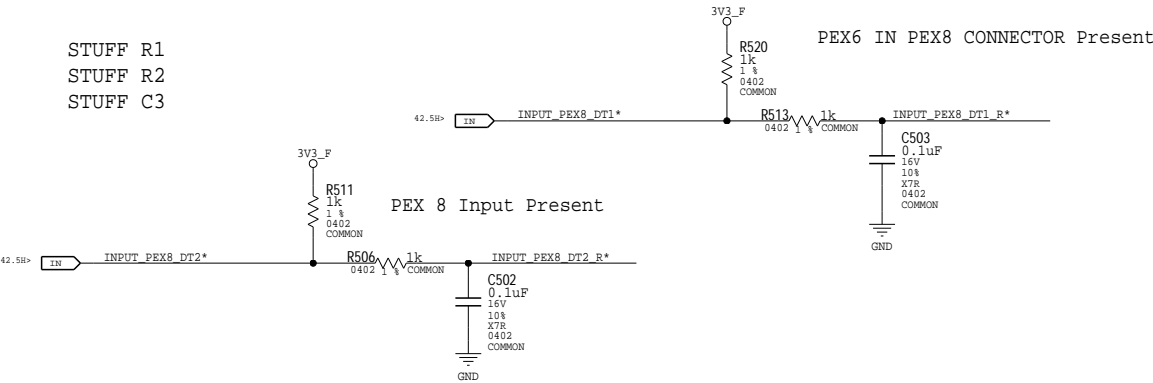 STUFF R1
STUFF R2
STUFF C3
3V3_F
PEX6 IN PEX8 CONNECTOR Present
R520
1k
1 %
0402
COMMON
42.5H>
IN
INPUT_PEX8_DT1*
R513
1k
0402
1 %
COMMON
INPUT_PEX8_DT1_R*
C503
0.1uF
16V
10%
X7R
0402
COMMON
GND
3V3_F
R511
1k
1 %
0402
COMMON
PEX 8 Input Present
42.5H>
IN
INPUT_PEX8_DT2*
R506
1k
0402
1 %
COMMON
INPUT_PEX8_DT2_R*
C502
0.1uF
16V
10%
X7R
0402
COMMON
GND